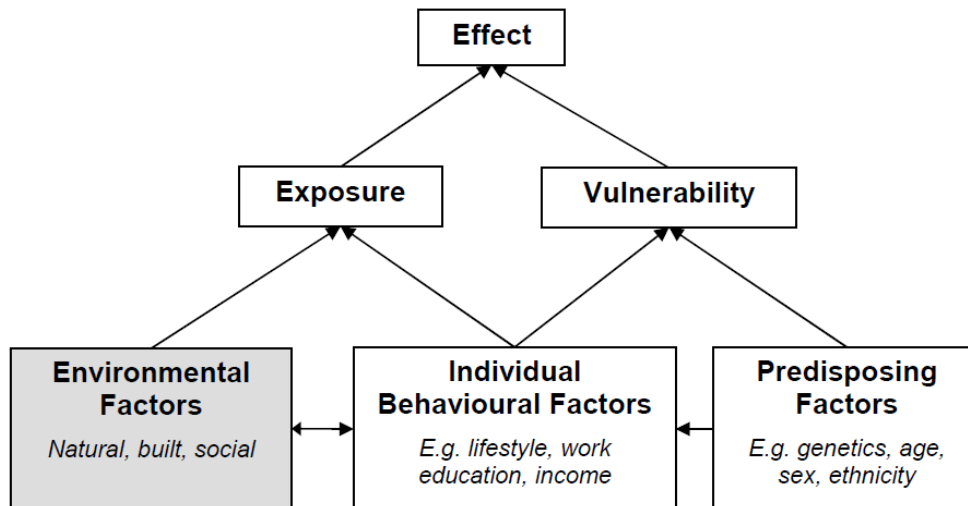 Effect
Exposure
Vulnerability
Environmental
Factors
Natural, built, social
Individual
Behavioural Factors
E.g. lifestyle, work
education, income
Predisposing
Factors
E.g. genetics, age,
sex, ethnicity